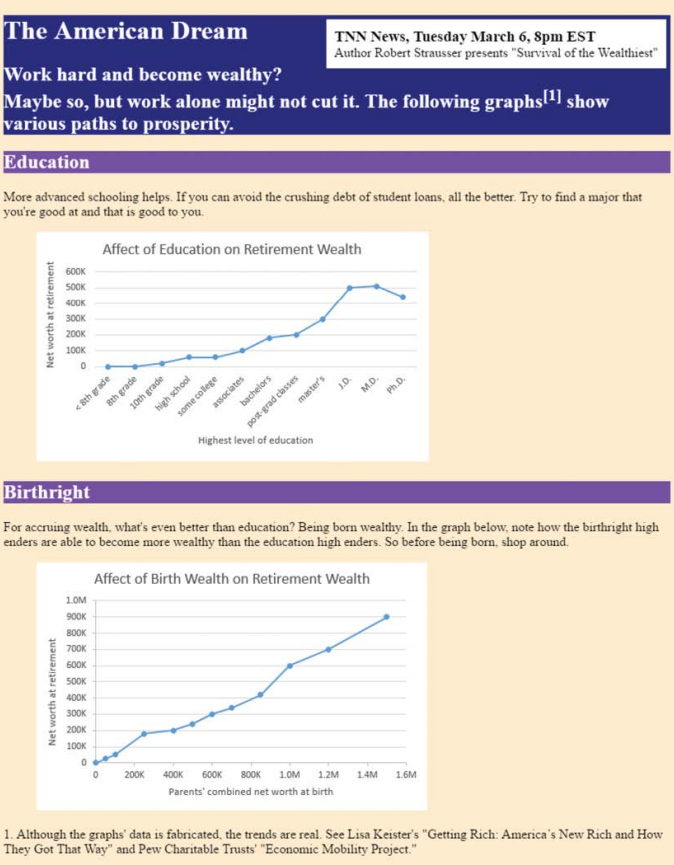 The American Dream
TNN News, Tuesday March 6, 8pm EST
Author Robert Strausser presents "Survival of the Wealthiest"
Work hard and become wealthy?
Maybe so, but work alone might not cut it. The following graphs[1] show
various paths to prosperity.
Education
More advanced schooling helps. If you can avoid the crushing debt of student loans, all the better. Try to find a major that
you're good at and that is good to you.
Affect of Education on Retirement Wealth
Net worth at retirement
600K
500K
400K
300K
200K
100K
0
< 8th grade
8th grade
10th grade
high school
some college
associates
bachelors
post-grad classes
master's
J.D.
M.D.
Ph.D.
Highest level of education
Birthright
For accruing wealth, what's even better than education? Being born wealthy. In the graph below, note how the birthright high
enders are able to become more wealthy than the education high enders. So before being born, shop around.
Affect of Birth Wealth on Retirement Wealth
Net worth at retirement
1.0M
900K
800K
700K
600K
500K
400K
300K
200K
100K
0
0 200K 400K 600K 800K 1.0M 1.2M 1.4M 1.6M
Parents' combined net worth at birth
1. Although the graphs' data is fabricated, the trends are real. See Lisa Keister's "Getting Rich: America's New Rich and How
They Got That Way" and Pew Charitable Trusts' "Economic Mobility Project."